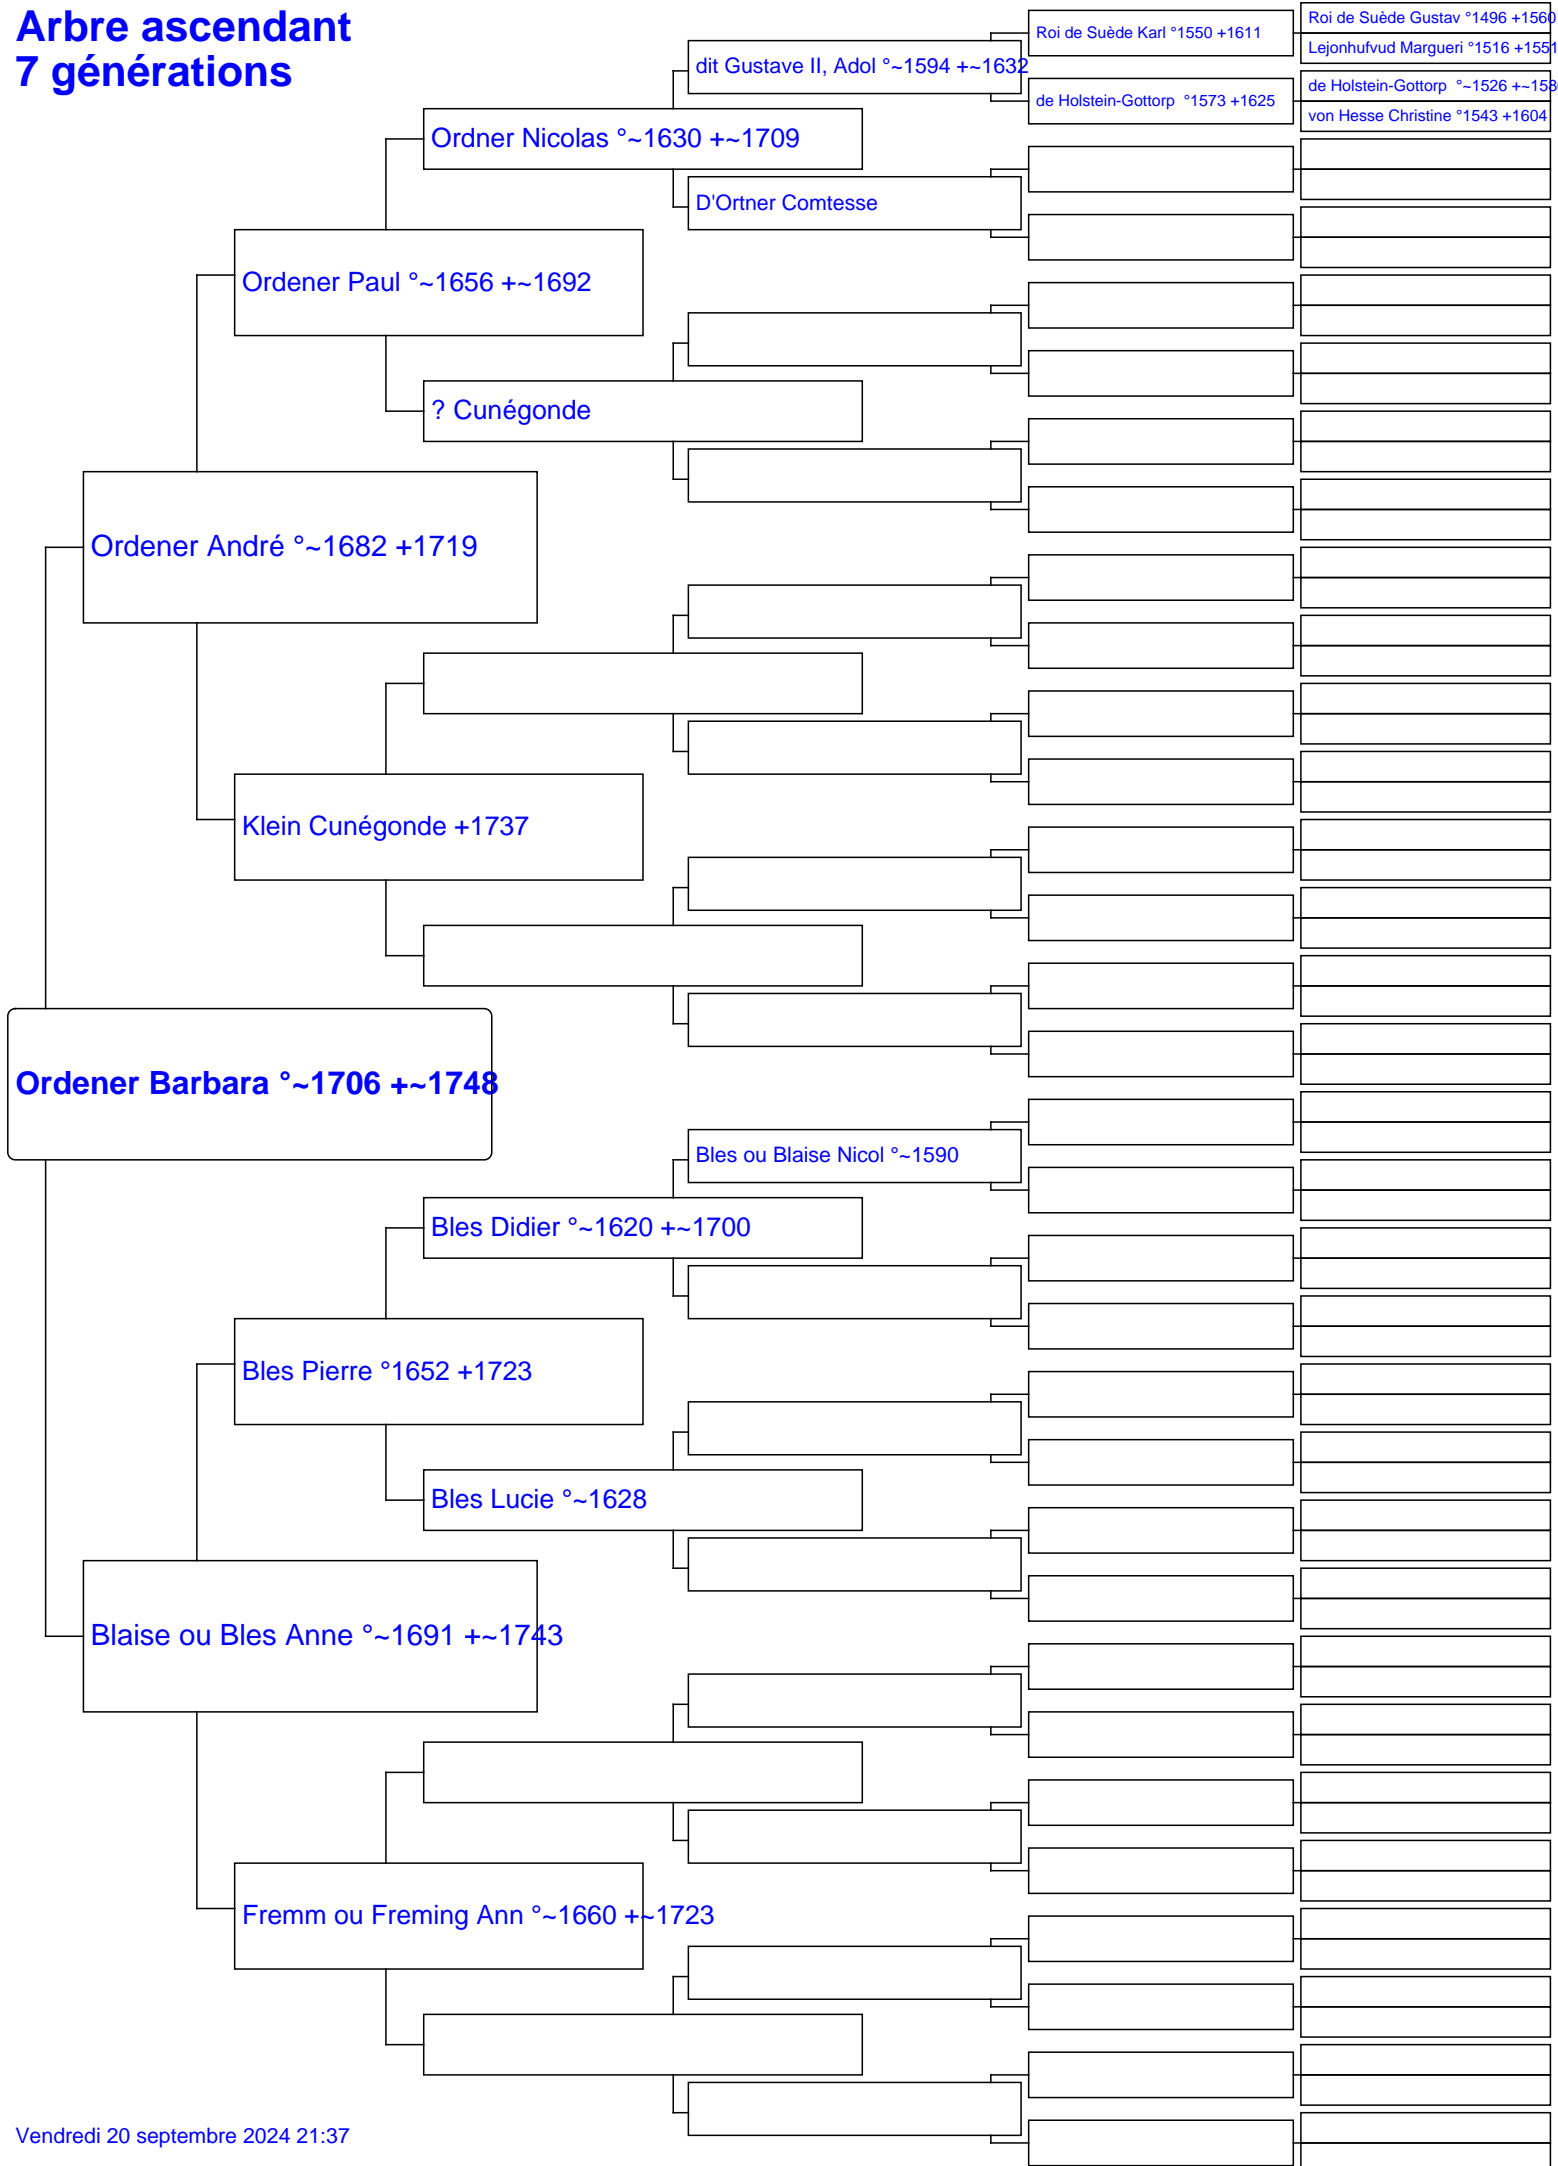 Arbre ascendant
7 générations
Roi de Suède Gustav °1496 +1560
Roi de Suède Karl °1550 +1611
Lejonhufvud Margueri °1516 +1551
dit Gustave II, Adol °~1594 +~1632
de Holstein-Gottorp °~1526 +~158
de Holstein-Gottorp °1573 +1625
von Hesse Christine °1543 +1604
Ordner Nicolas °~1630 +~1709
D'Ortner Comtesse
Ordener Paul °~1656 +~1692
? Cunégonde
Ordener André °~1682 +1719
Klein Cunégonde +1737
Ordener Barbara °~1706 +~1748
Bles ou Blaise Nicol °~1590
Bles Didier °~1620 +~1700
Bles Pierre °1652 +1723
Bles Lucie °~1628
Blaise ou Bles Anne °~1691 +~1743
Fremm ou Freming Ann °~1660 +~1723
Vendredi 20 septembre 2024 21:37